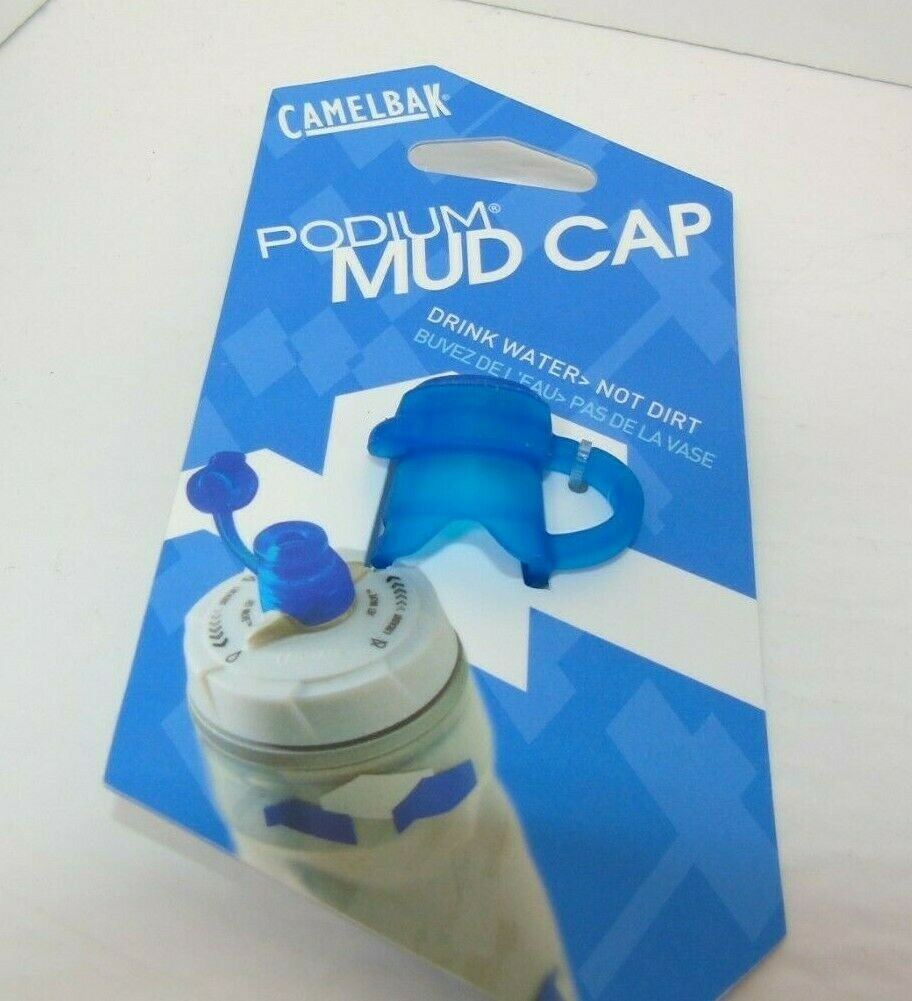 CAMELBAK®
PODIUM®
MUD CAP
DRINK WATER> NOT DIRT
BUVEZ DE L'EAU> PAS DE LA VASE